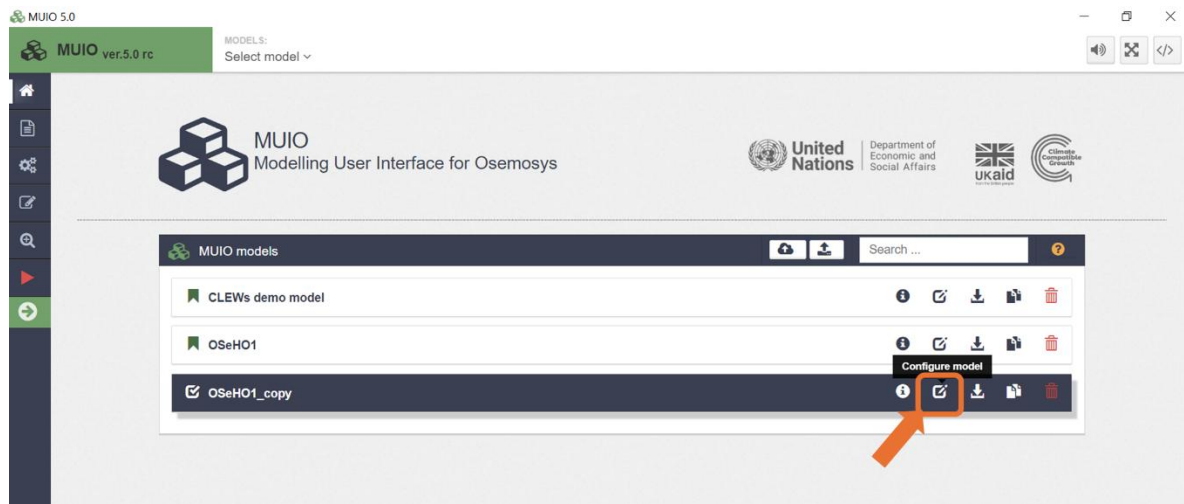 MUIO 5.0
MUIO ver.5.0 rc
MODELS:
Select model
MUIO
Modelling User Interface for Osemosys
United
Nations
Department of
Economic and
Social Affairs
UKaid
Climate
Compatible
Growth
MUIO models
Search ...
CLEWs demo model
OSeHO1
Configure model
OSeHO1_copy